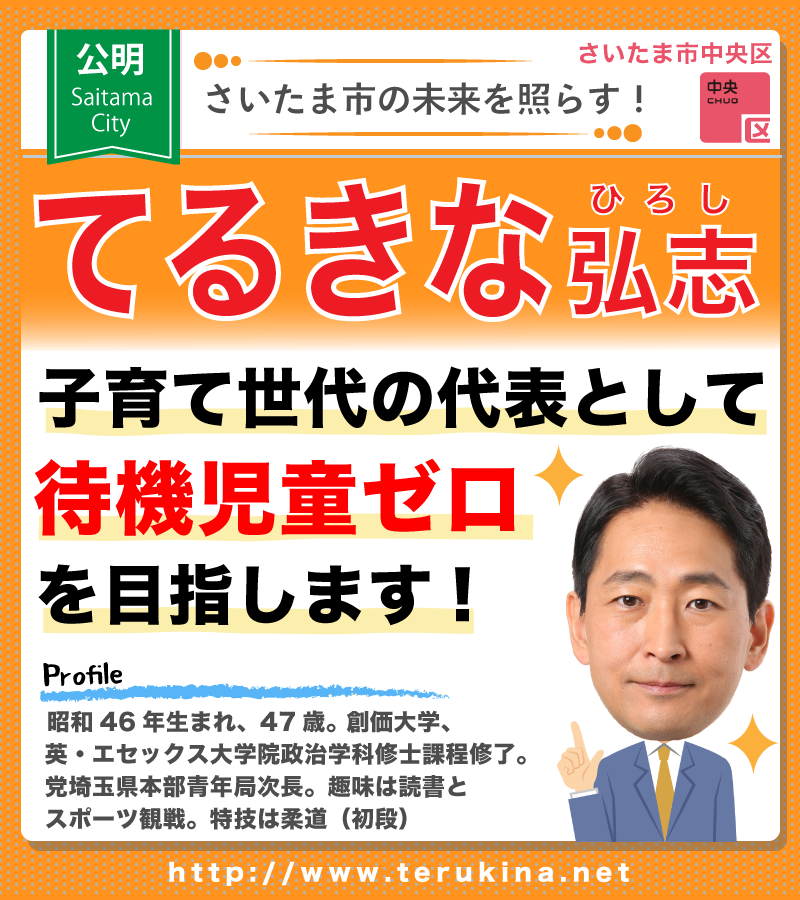 公明
Saitama
City
さいたま市の未来を照らす！
さいたま市中央区
中央
CHUO
区
てるきな弘志
ひろし
子育て世代の代表として
待機児童ゼロ
を目指します！
Profile
昭和 46 年生まれ、47 歳。創価大学、
英・エセックス大学院政治学科修士課程修了。
党埼玉県本部青年局次長。趣味は読書と
スポーツ観戦。特技は柔道（初段）
http://www.terukina.net